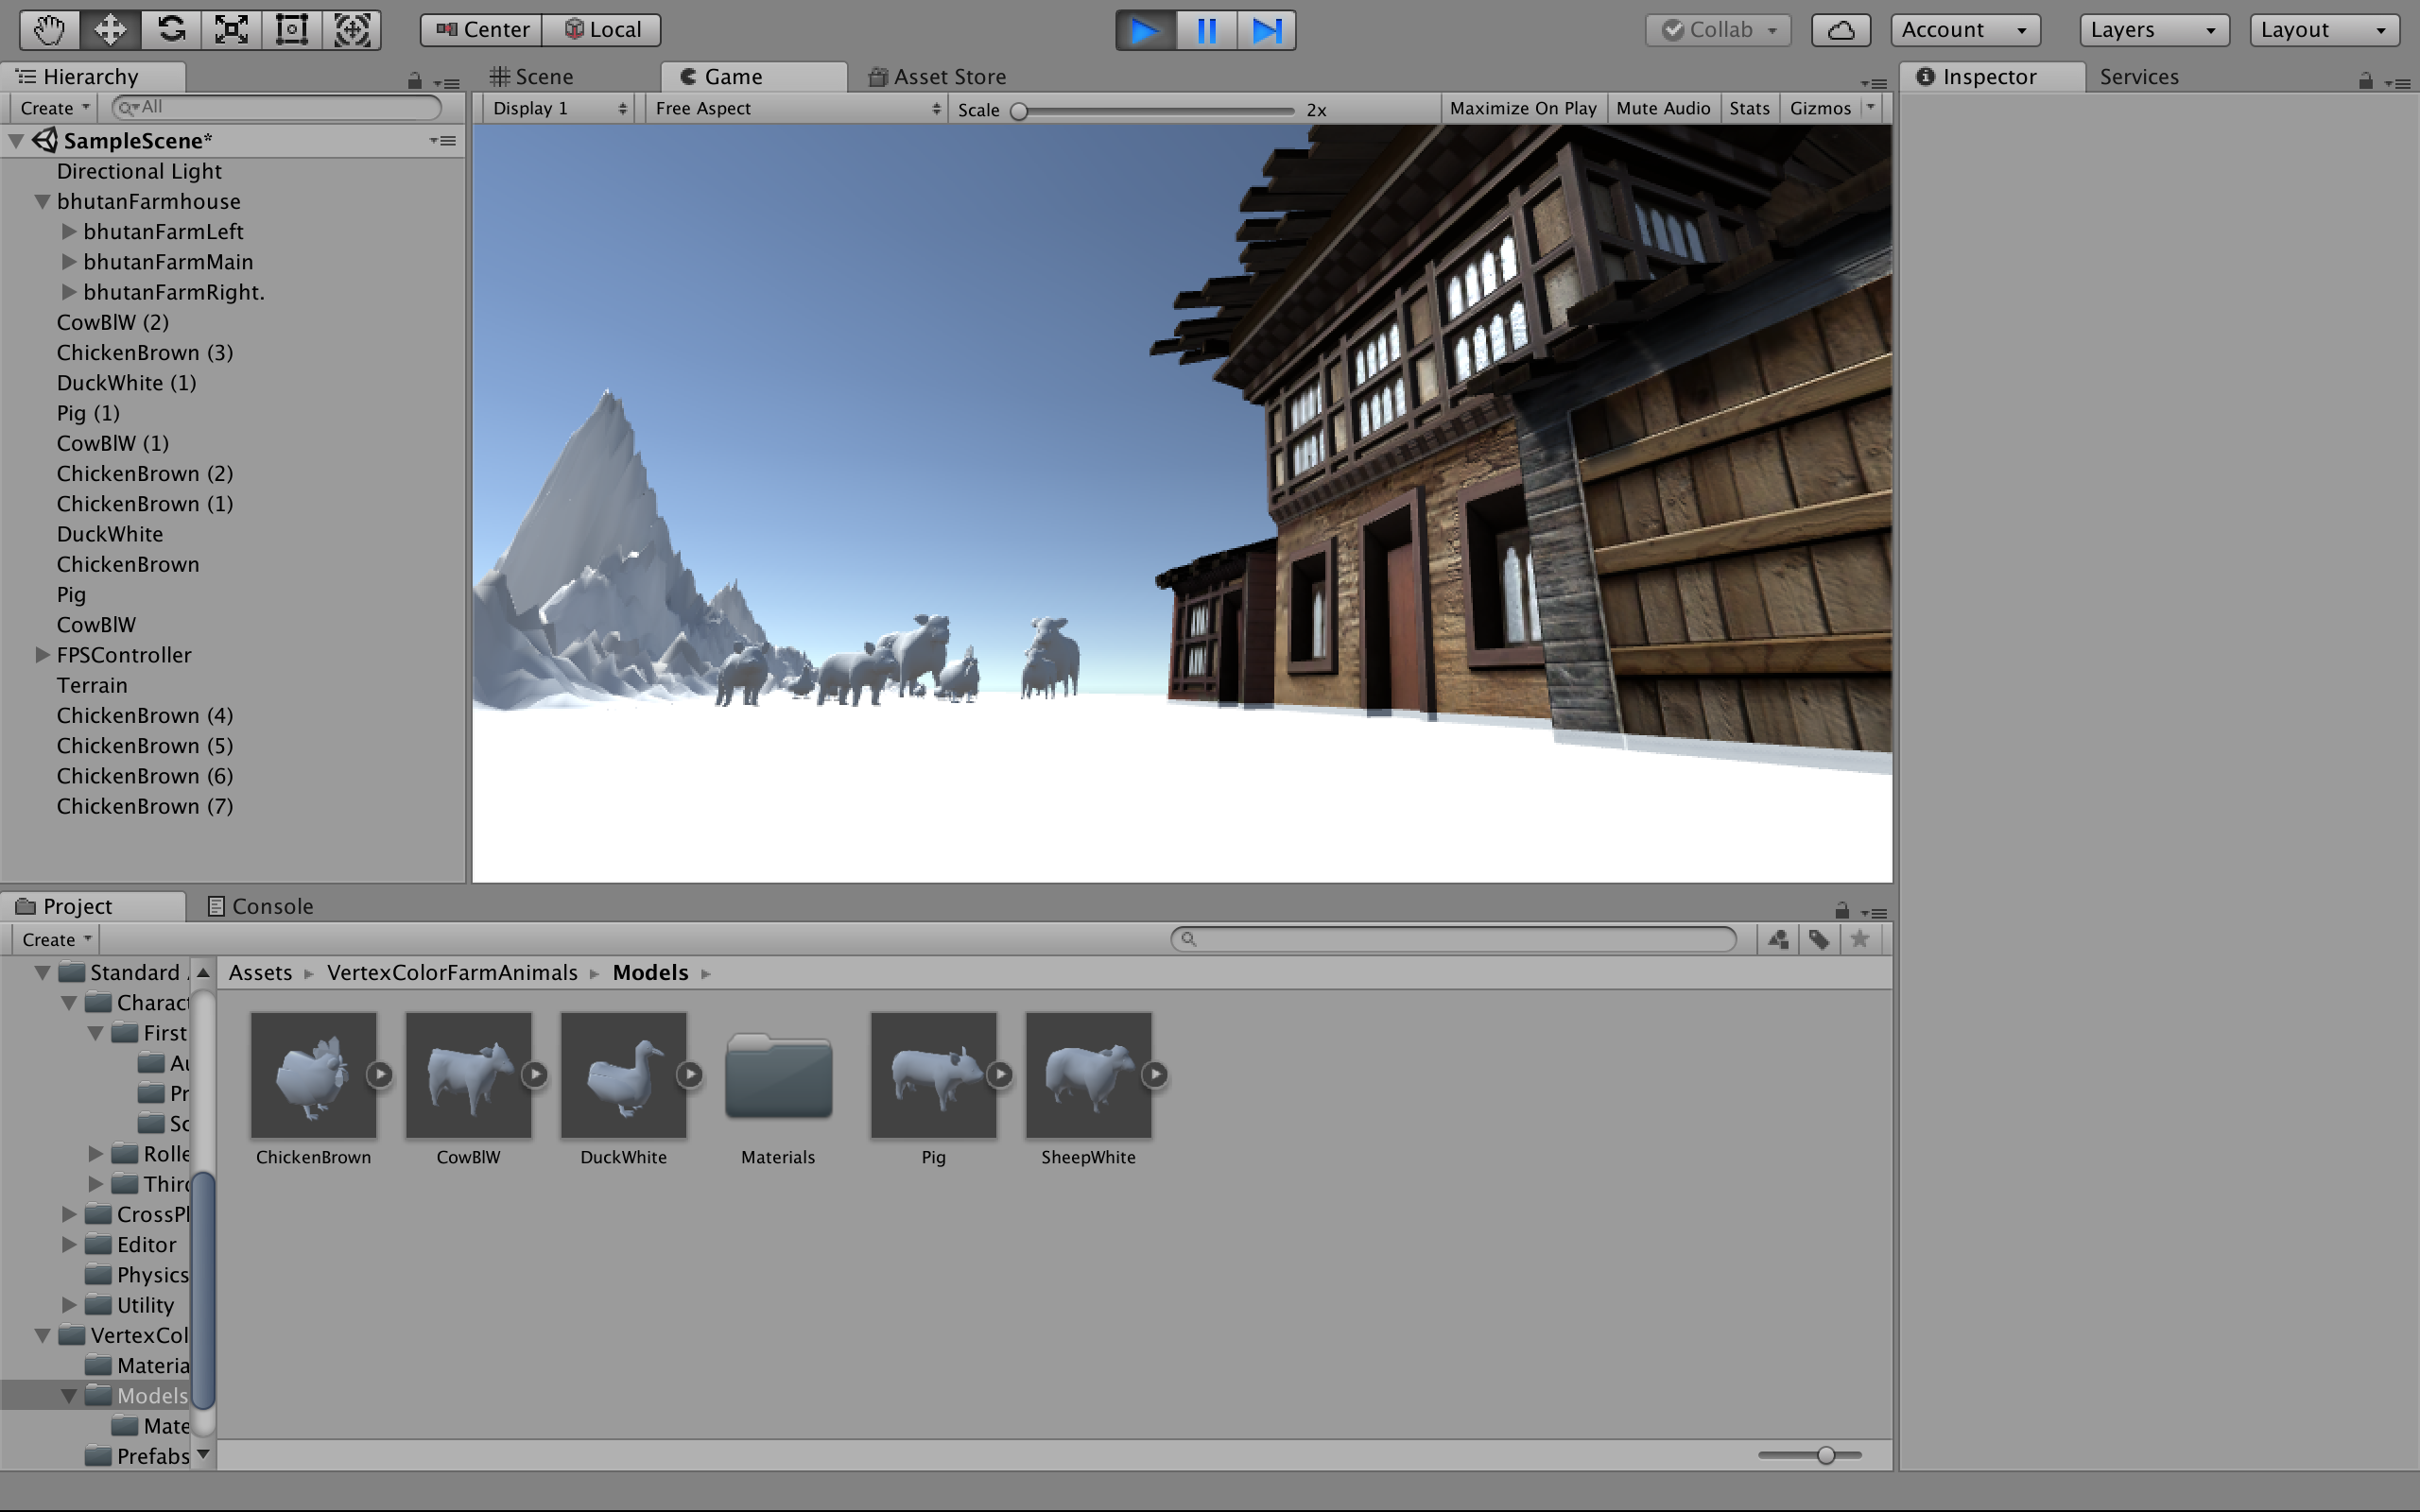 Center Local Collab Account Layers Layout
Hierarchy
Create All
SampleScene*
Directional Light
bhutanFarmhouse
bhutanFarmLeft
bhutanFarmMain
bhutanFarmRight.
CowBlW (2)
ChickenBrown (3)
DuckWhite (1)
Pig (1)
CowBlW (1)
ChickenBrown (2)
ChickenBrown (1)
DuckWhite
ChickenBrown
Pig
CowBlW
FPSController
Terrain
ChickenBrown (4)
ChickenBrown (5)
ChickenBrown (6)
ChickenBrown (7)
Scene Game Asset Store
Display 1 Free Aspect Scale 2x Maximize On Play Mute Audio Stats Gizmos
Inspector Services
Project Console
Create
Standard A
Charact
First
Au
Pr
Sc
Rolle
Third
CrossPl
Editor
Physics
Utility
VertexCol
Materia
Models
Mate
Prefabs
Assets VertexColorFarmAnimals Models
ChickenBrown CowBlW DuckWhite Materials Pig SheepWhite